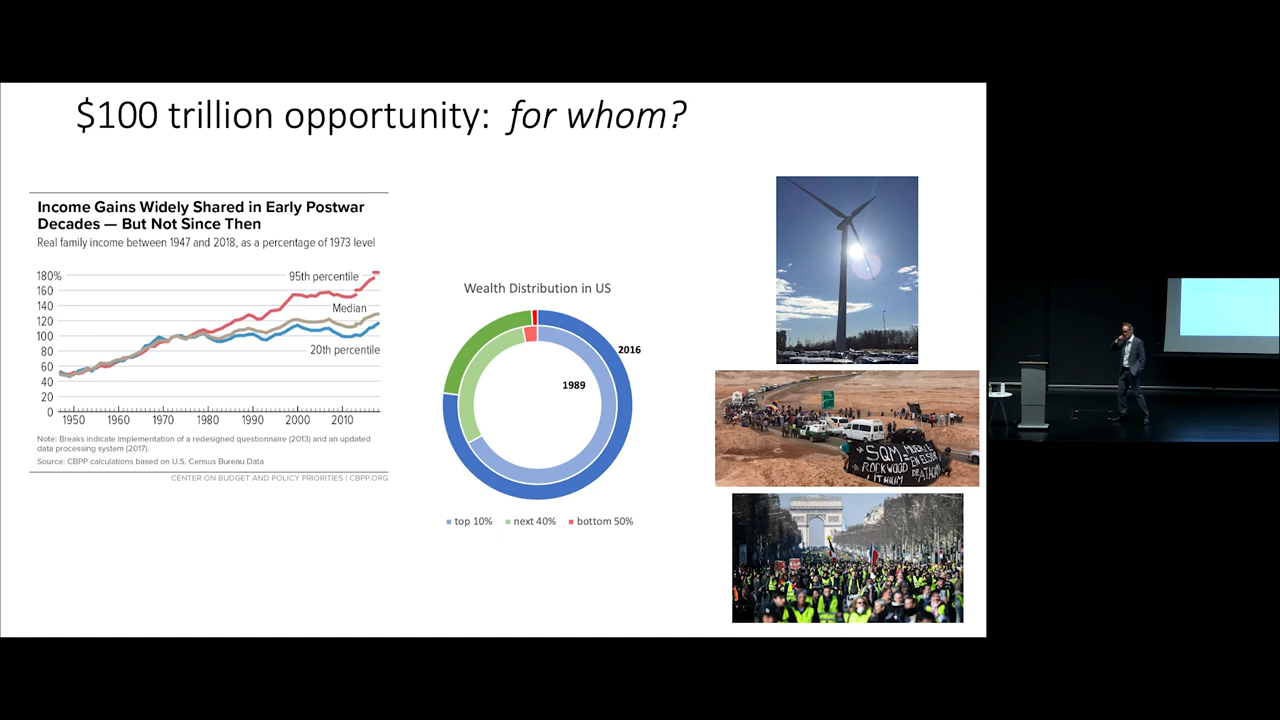 $100 trillion opportunity: for whom?
Income Gains Widely Shared in Early Postwar
Decades — But Not Since Then
Real family income between 1947 and 2018, as a percentage of 1973 level
180%
160
140
120
100
80
60
40
20
0
95th percentile
Median
20th percentile
1950 1960 1970 1980 1990 2000 2010
Note: Breaks indicate implementation of a redesigned questionnaire (2013) and an updated
data processing system (2017).
Source: CBPP calculations based on U.S. Census Bureau Data
CENTER ON BUDGET AND POLICY PRIORITIES | CBPP.ORG
Wealth Distribution in US
2016
1989
top 10% next 40% bottom 50%
SQM =
ROCKWOOD
LITHIUM